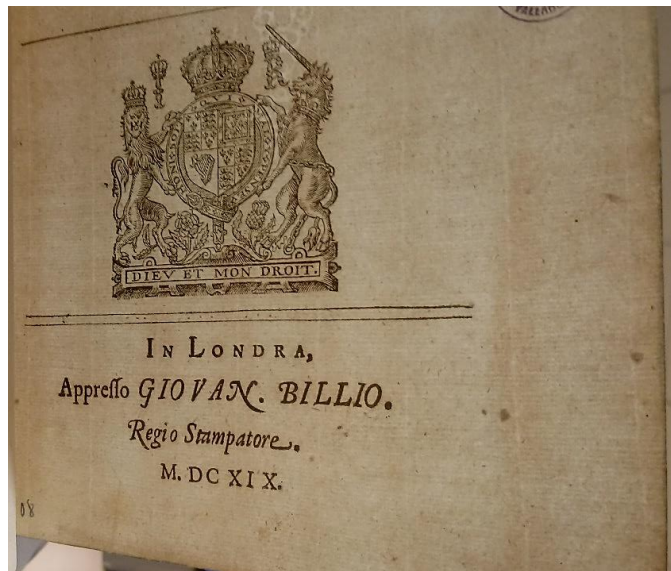 DIEV ET MON DROIT.
IN LONDRA,
Appreſſo GIOVAN. BILLIO.
Regio Stampatore.
M. DC XIX.
08